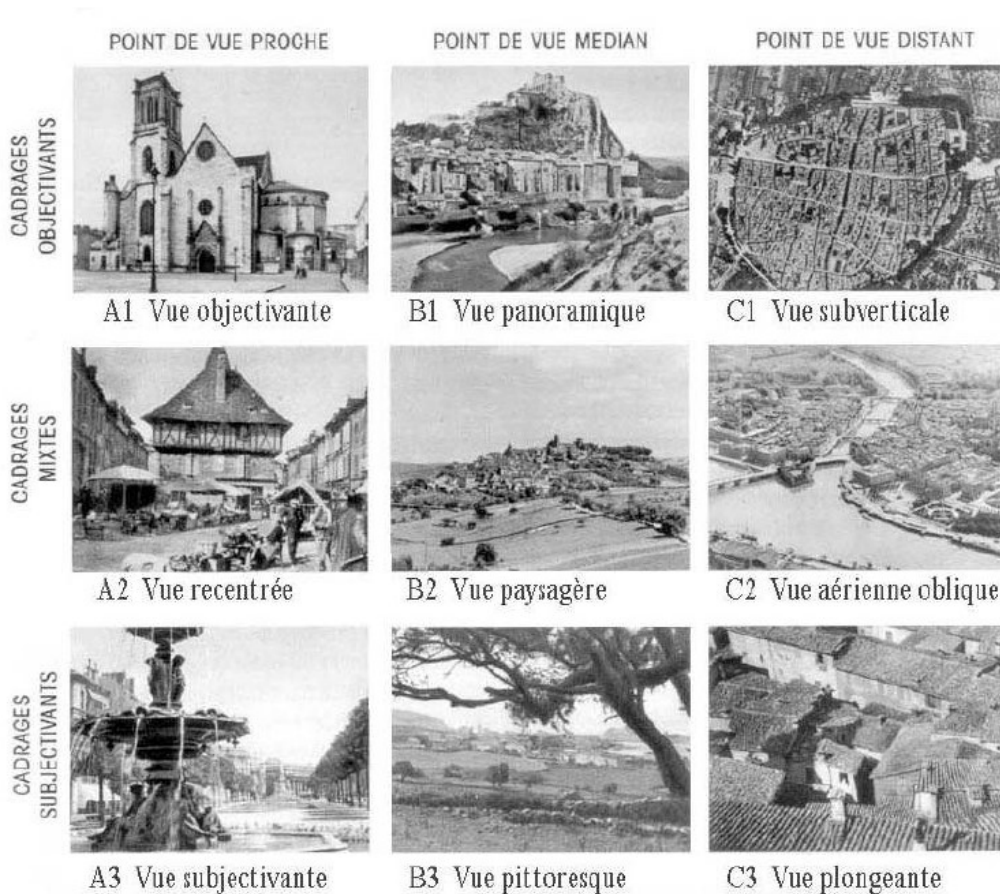 POINT DE VUE PROCHE
POINT DE VUE MEDIAN
POINT DE VUE DISTANT
CADRAGES
OBJECTIVANTS
A1 Vue objectivante
B1 Vue panoramique
C1 Vue subverticale
CADRAGES
MIXTES
A2 Vue recentrée
B2 Vue paysagère
C2 Vue aérienne oblique
CADRAGES
SUBJECTIVANTS
A3 Vue subjectivante
B3 Vue pittoresque
C3 Vue plongeante